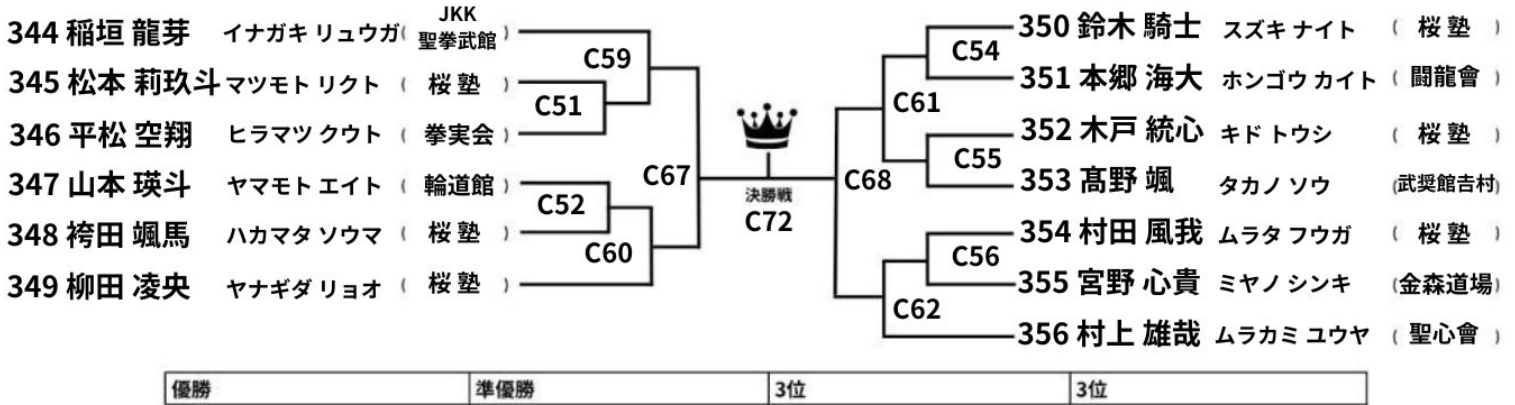 344 稲垣 龍芽 イナガキ リュウガ ( JKK 聖拳武館 )
345 松本 莉玖斗 マツモト リクト ( 桜 塾 )
346 平松 空翔 ヒラマツ クウト ( 拳実会 )
347 山本 瑛斗 ヤマモト エイト ( 輪道館 )
348 袴田 颯馬 ハカマタ ソウマ ( 桜 塾 )
349 柳田 凌央 ヤナギダ リョオ ( 桜 塾 )
C59
C51
C52
C60
C67
決勝戦
C72
C68
C61
C54
C55
C56
C62
350 鈴木 騎士 スズキ ナイト ( 桜 塾 )
351 本郷 海大 ホンゴウ カイト ( 闘龍會 )
352 木戸 統心 キド トウシ ( 桜 塾 )
353 髙野 颯 タカノ ソウ (武奨館吉村)
354 村田 風我 ムラタ フウガ ( 桜 塾 )
355 宮野 心貴 ミヤノ シンキ (金森道場)
356 村上 雄哉 ムラカミ ユウヤ ( 聖心會 )
優勝 準優勝 3位 3位